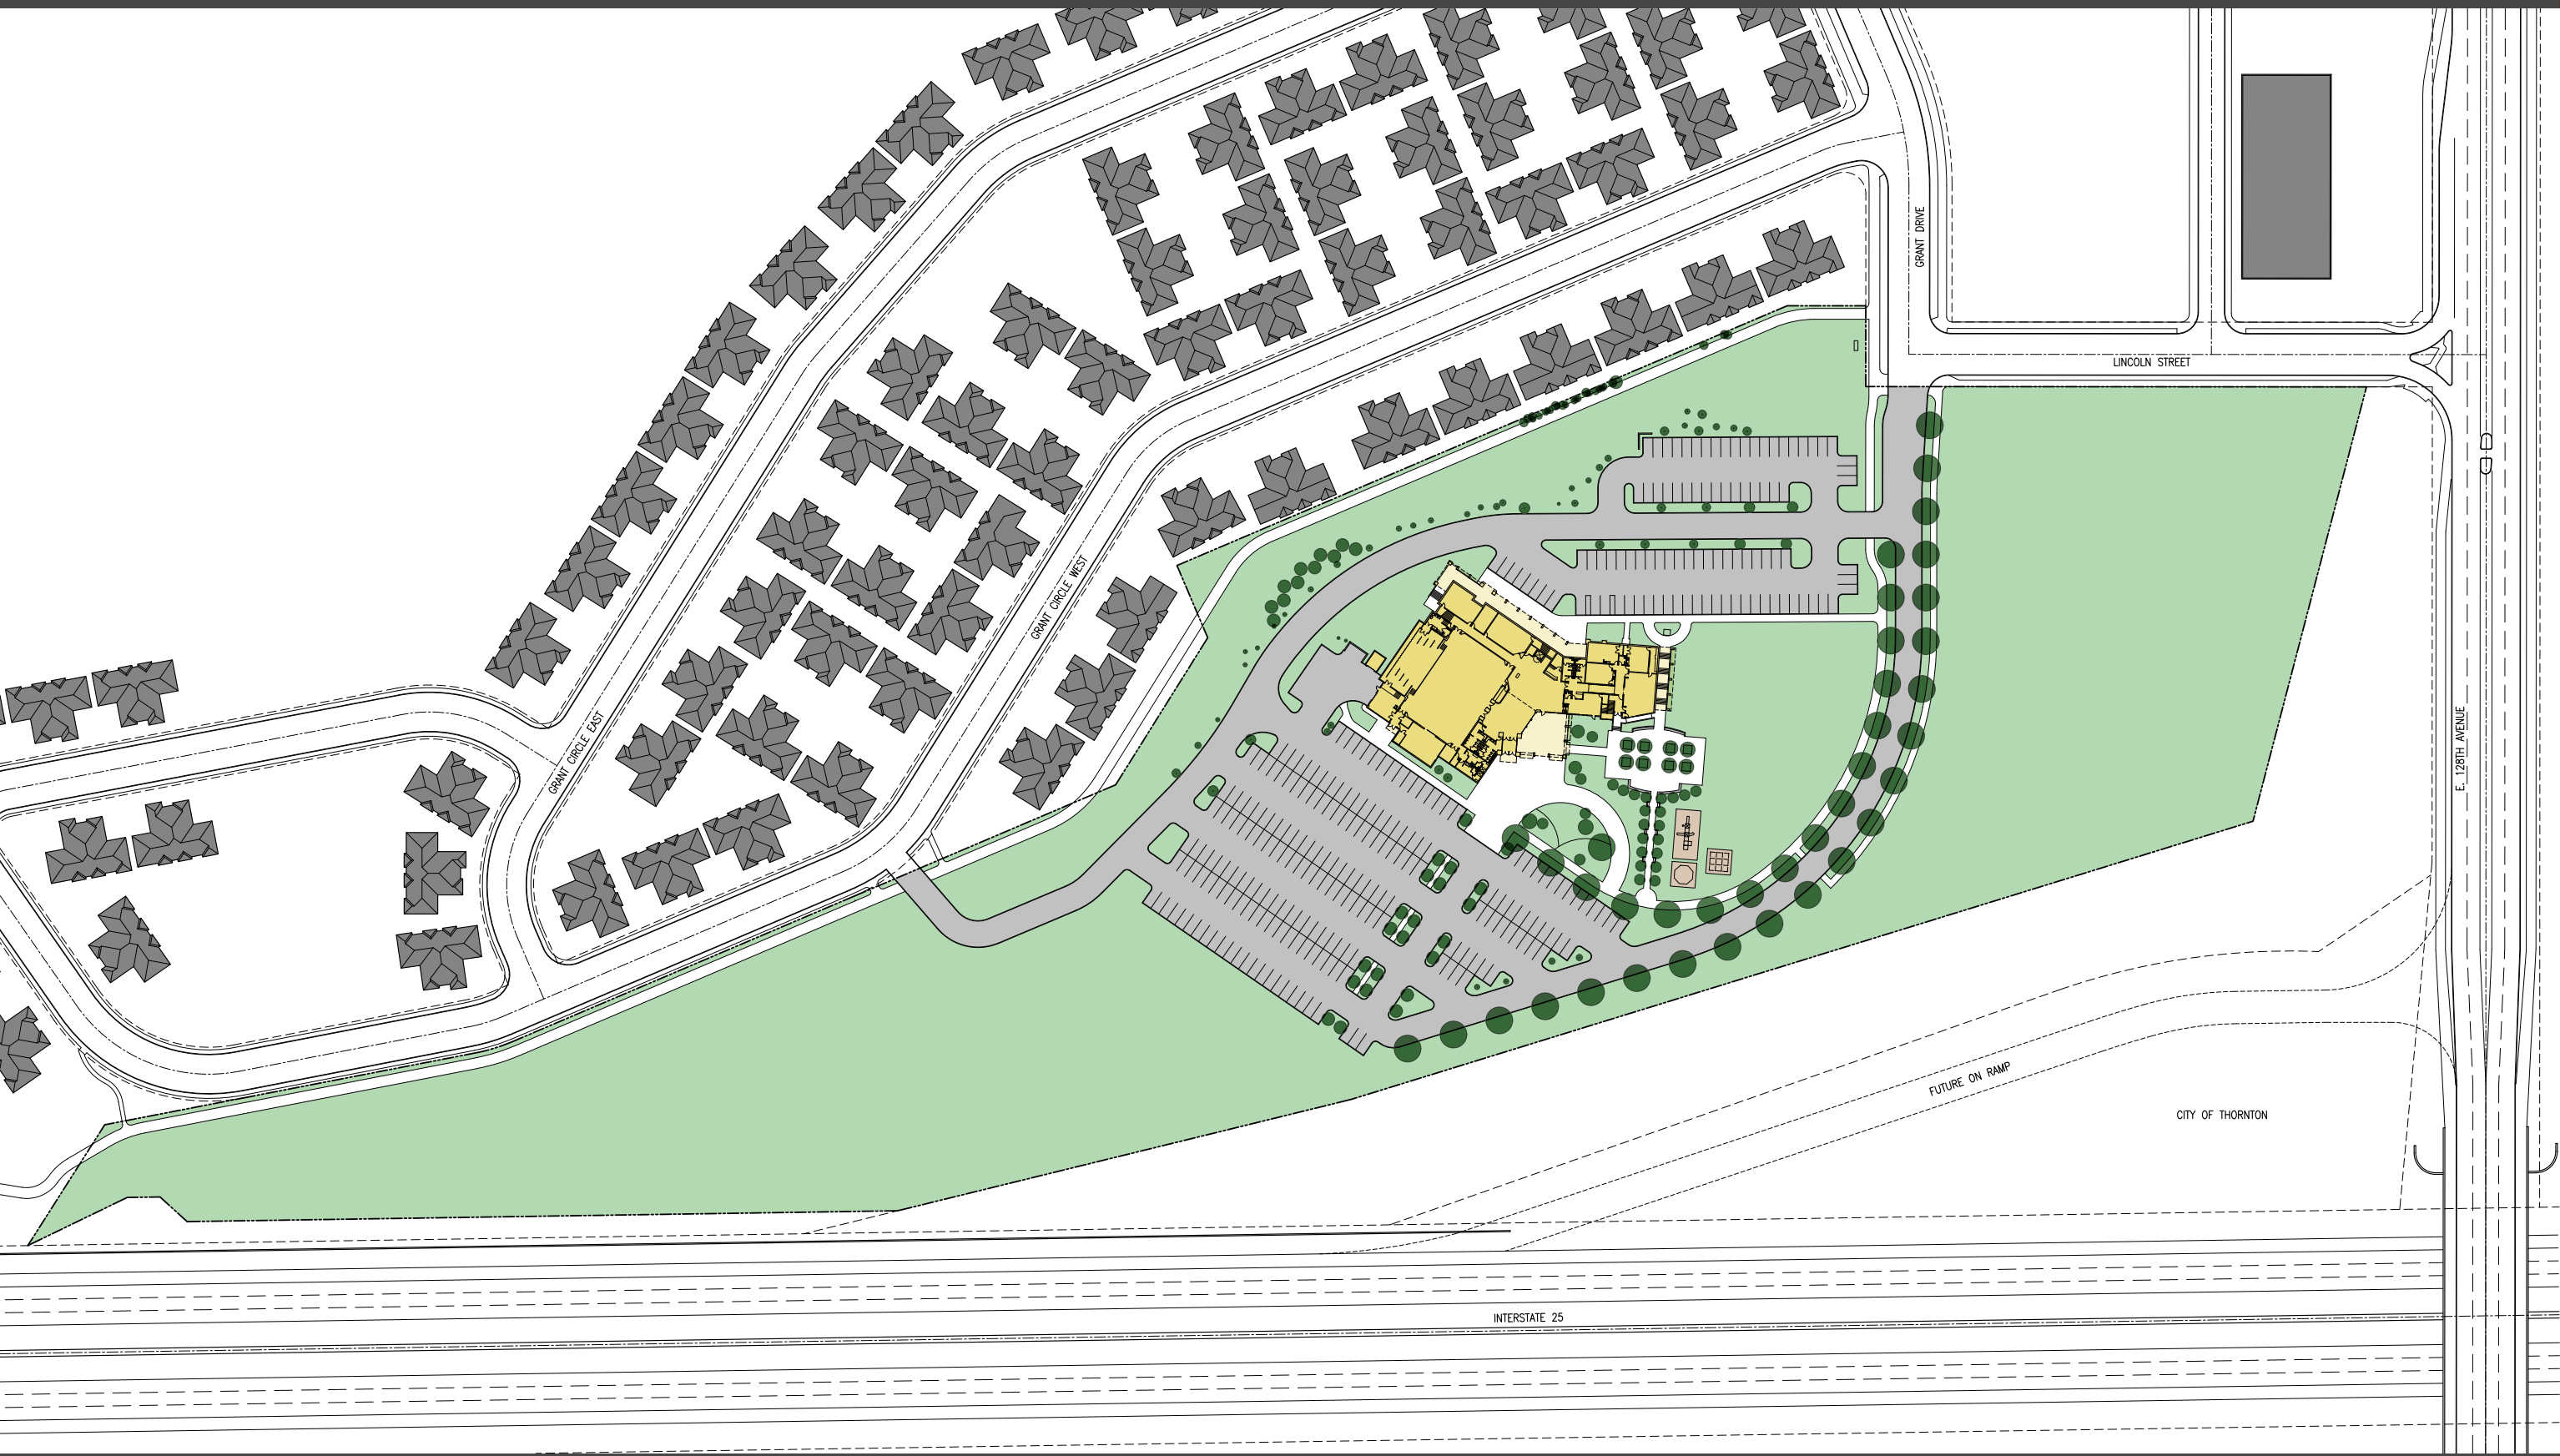 GRANT DRIVE
LINCOLN STREET
GRANT CIRCLE WEST
GRANT CIRCLE EAST
E. 128TH AVENUE
FUTURE ON RAMP
CITY OF THORNTON
INTERSTATE 25